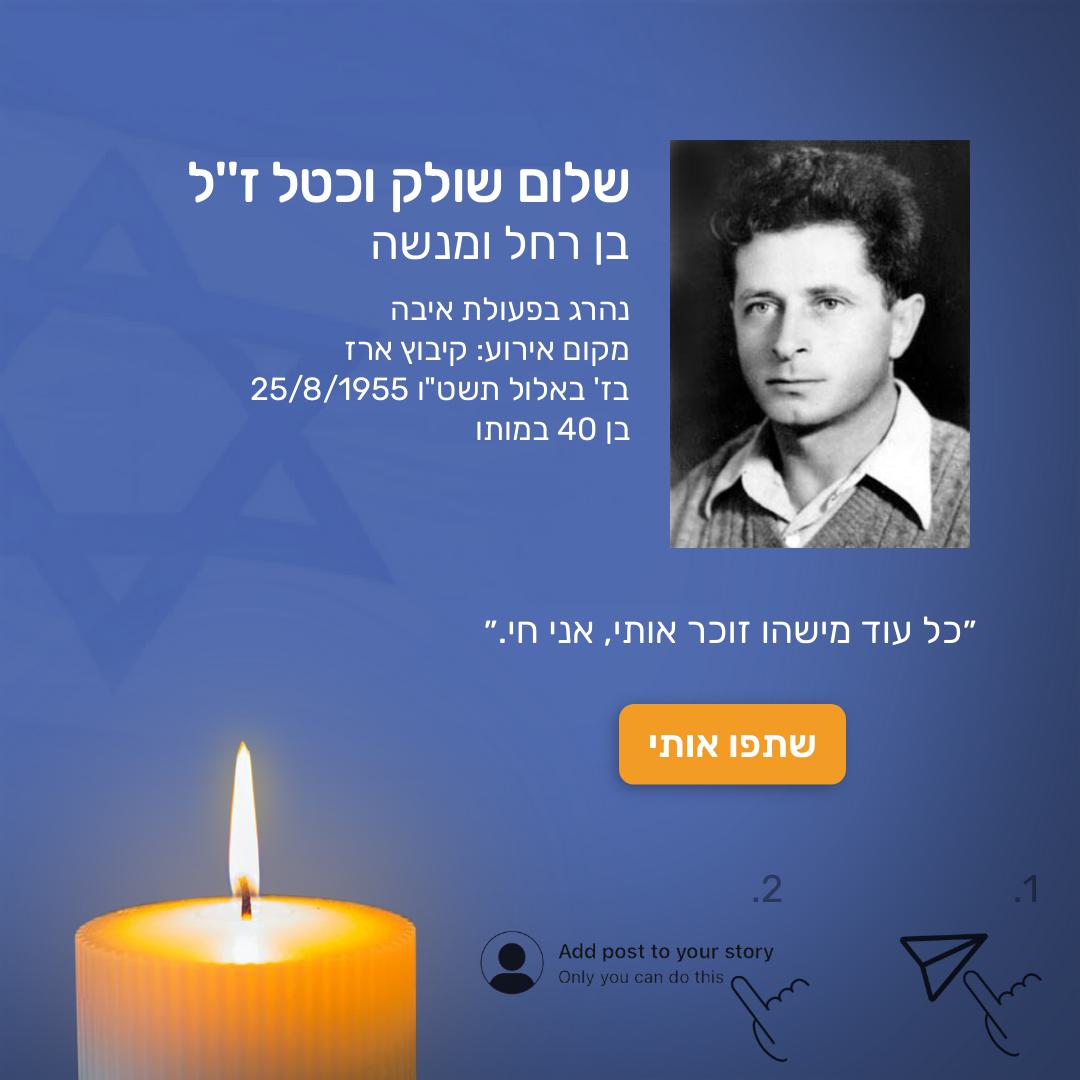 שלום שולק וכטל ז''ל
בן רחל ומנשה
נהרג בפעולת איבה
מקום אירוע: קיבוץ ארז
בז' באלול תשט"ו 25/8/1955
בן 40 במותו
״כל עוד מישהו זוכר אותי, אני חי.״
שתפו אותי
1.
2.
Add post to your story
Only you can do this